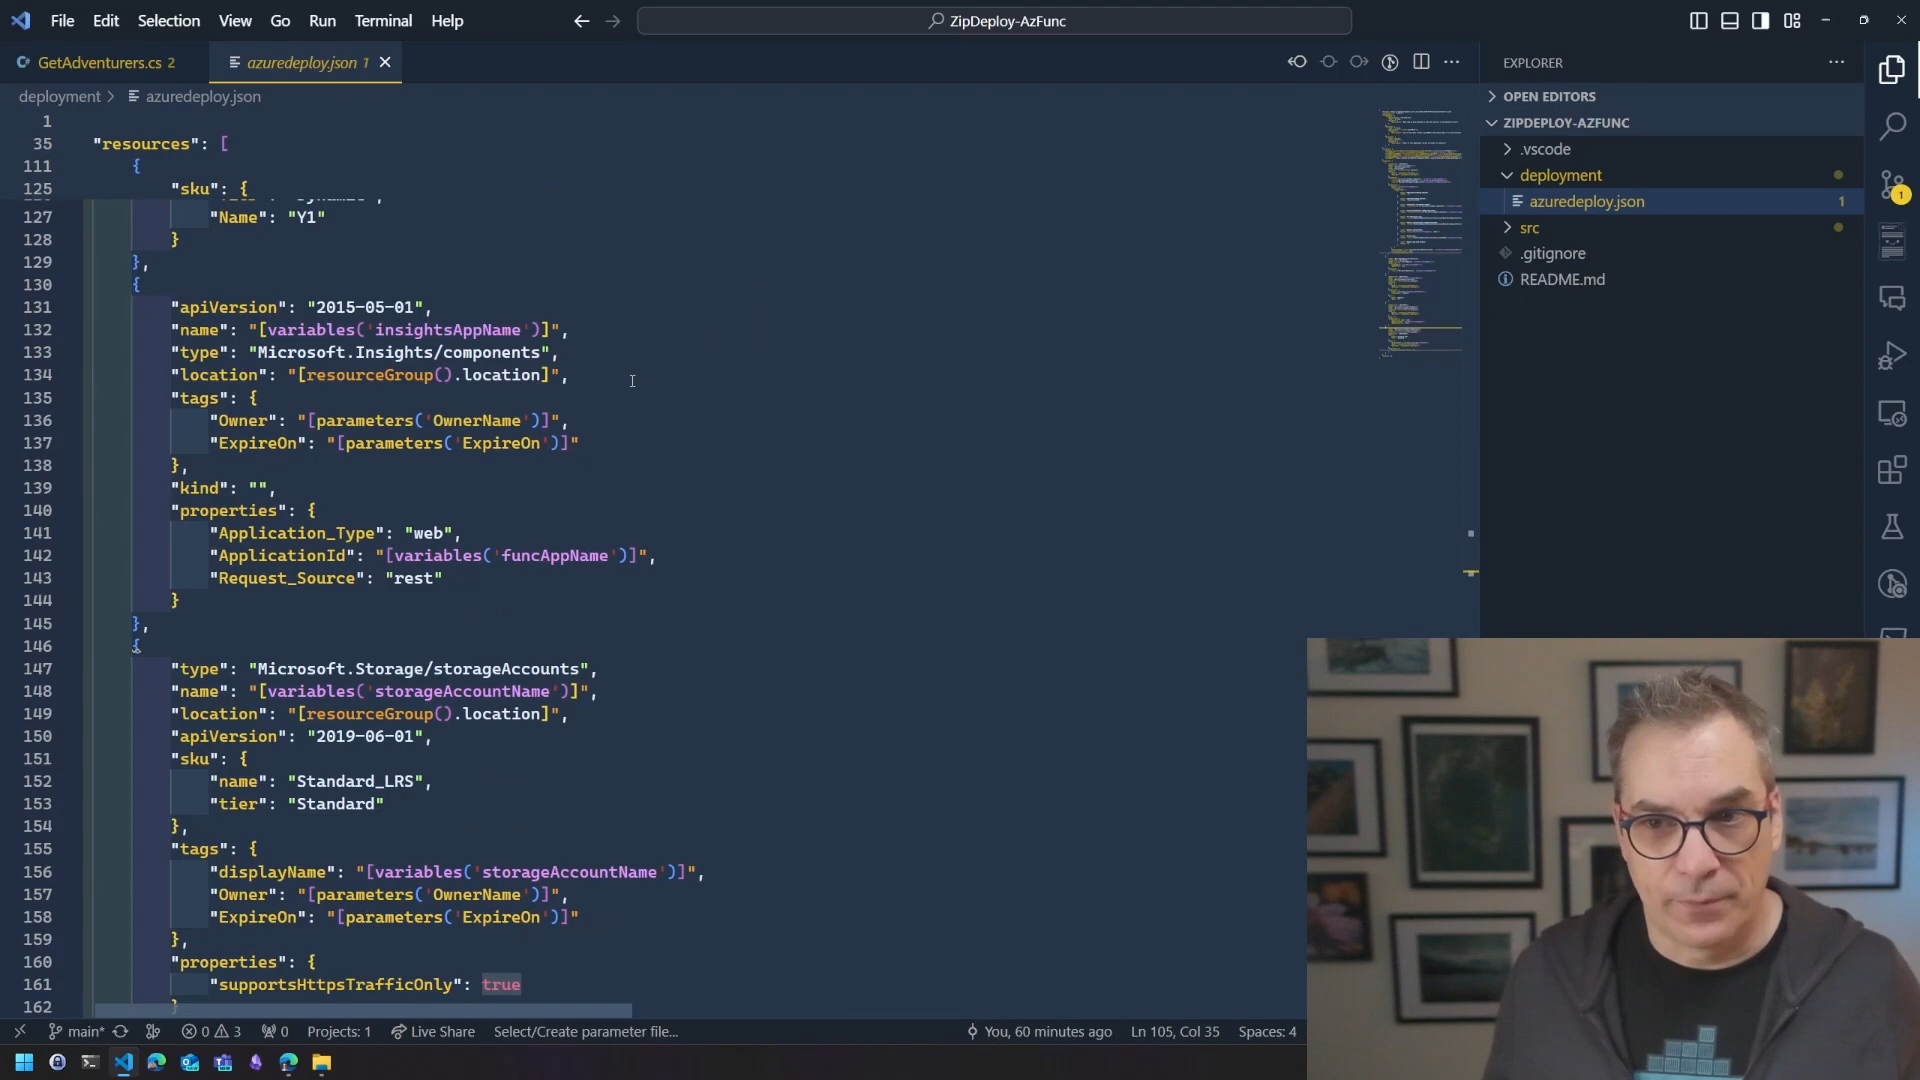 File Edit Selection View Go Run Terminal Help
ZipDeploy-AzFunc
GetAdventurers.cs 2
azuredeploy.json 1
deployment > azuredeploy.json
1
35 "resources": [
111 {
125 "sku": {
127 "Name": "Y1"
128 }
129 },
130 {
131 "apiVersion": "2015-05-01",
132 "name": "[variables('insightsAppName')]",
133 "type": "Microsoft.Insights/components",
134 "location": "[resourceGroup().location]",
135 "tags": {
136 "Owner": "[parameters('OwnerName')]",
137 "ExpireOn": "[parameters('ExpireOn')]"
138 },
139 "kind": "",
140 "properties": {
141 "Application_Type": "web",
142 "ApplicationId": "[variables('funcAppName')]",
143 "Request_Source": "rest"
144 }
145 },
146 {
147 "type": "Microsoft.Storage/storageAccounts",
148 "name": "[variables('storageAccountName')]",
149 "location": "[resourceGroup().location]",
150 "apiVersion": "2019-06-01",
151 "sku": {
152 "name": "Standard_LRS",
153 "tier": "Standard"
154 },
155 "tags": {
156 "displayName": "[variables('storageAccountName')]",
157 "Owner": "[parameters('OwnerName')]",
158 "ExpireOn": "[parameters('ExpireOn')]"
159 },
160 "properties": {
161 "supportsHttpsTrafficOnly": true
162 }
EXPLORER
OPEN EDITORS
ZIPDEPLOY-AZFUNC
.vscode
deployment
azuredeploy.json 1
src
.gitignore
README.md
1
main* 0 3 0 Projects: 1 Live Share Select/Create parameter file... You, 60 minutes ago Ln 105, Col 35 Spaces: 4